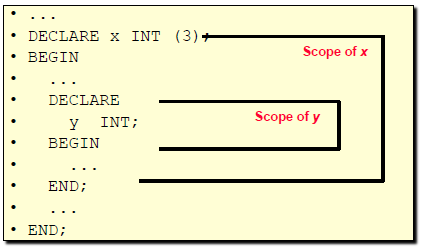 • ...
• DECLARE x INT (3);
Scope of x
• BEGIN
•   ...
•   DECLARE
•     y  INT;
Scope of y
•   BEGIN
•     ...
•   END;
•   ...
• END;